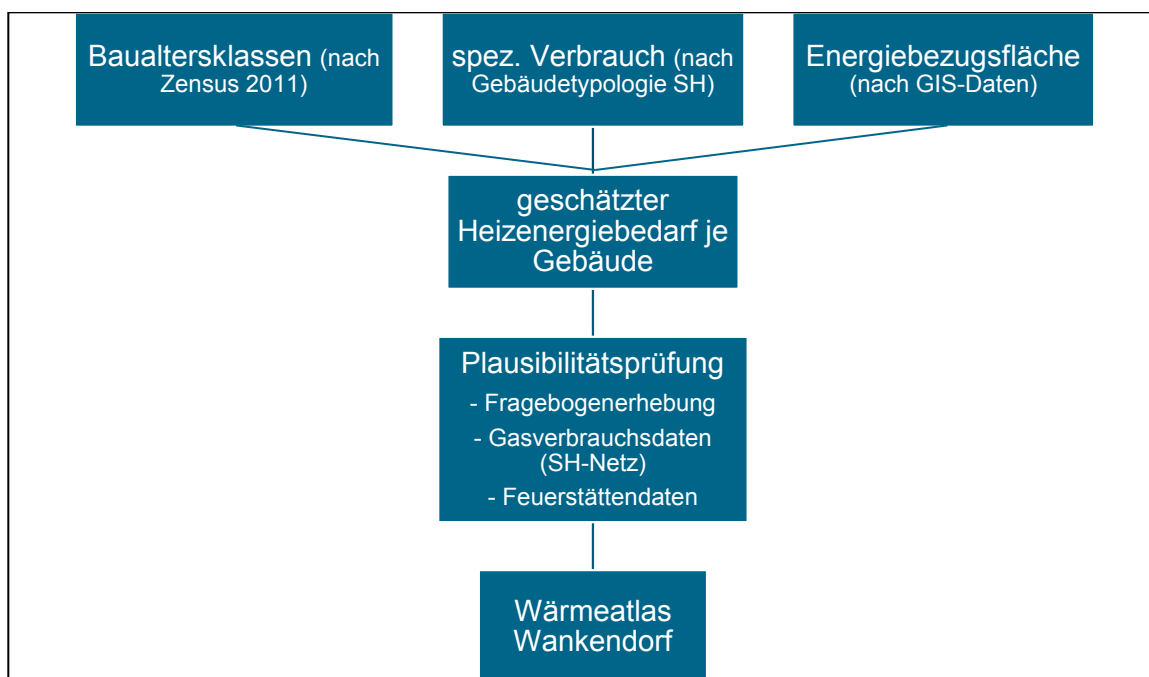 Baualtersklassen (nach
Zensus 2011)
spez. Verbrauch (nach
Gebäudetypologie SH)
Energiebezugsfläche
(nach GIS-Daten)
geschätzter
Heizenergiebedarf je
Gebäude
Plausibilitätsprüfung
- Fragebogenerhebung
- Gasverbrauchsdaten
(SH-Netz)
- Feuerstättendaten
Wärmeatlas
Wankendorf